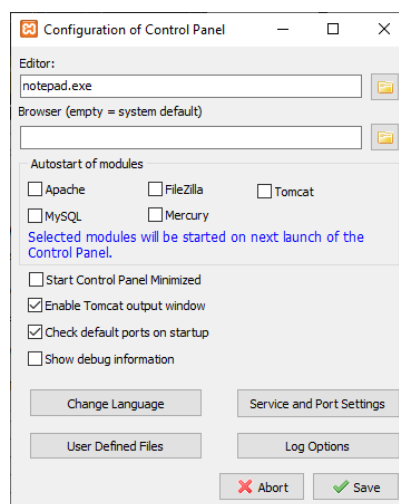 Configuration of Control Panel
Editor:
notepad.exe
Browser (empty = system default)
Autostart of modules
Apache
FileZilla
Tomcat
MySQL
Mercury
Selected modules will be started on next launch of the
Control Panel.
Start Control Panel Minimized
Enable Tomcat output window
Check default ports on startup
Show debug information
Change Language
Service and Port Settings
User Defined Files
Log Options
Abort
Save